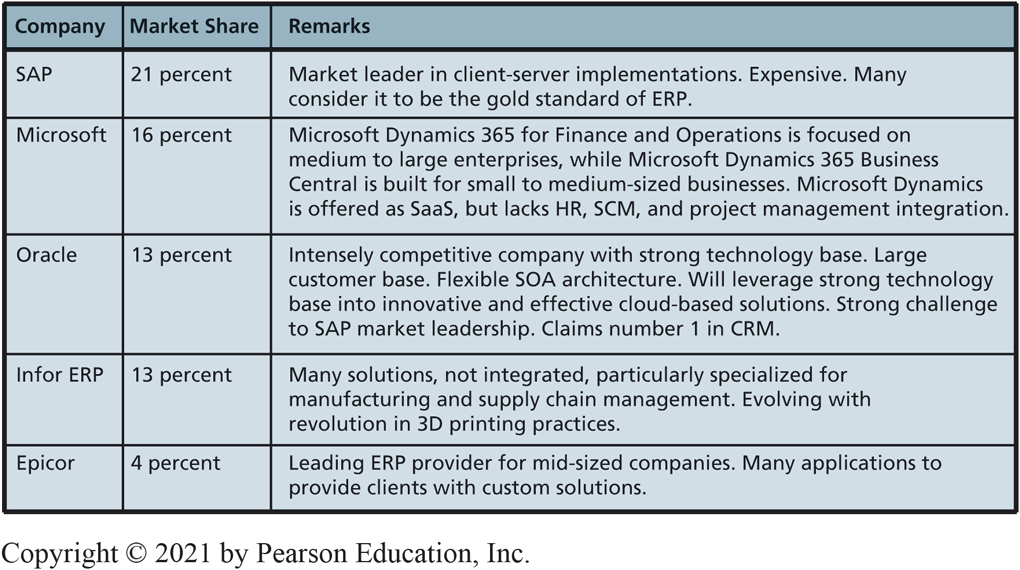 Company Market Share Remarks
SAP 21 percent Market leader in client-server implementations. Expensive. Many
consider it to be the gold standard of ERP.
Microsoft 16 percent Microsoft Dynamics 365 for Finance and Operations is focused on
medium to large enterprises, while Microsoft Dynamics 365 Business
Central is built for small to medium-sized businesses. Microsoft Dynamics
is offered as SaaS, but lacks HR, SCM, and project management integration.
Oracle 13 percent Intensely competitive company with strong technology base. Large
customer base. Flexible SOA architecture. Will leverage strong technology
base into innovative and effective cloud-based solutions. Strong challenge
to SAP market leadership. Claims number 1 in CRM.
Infor ERP 13 percent Many solutions, not integrated, particularly specialized for
manufacturing and supply chain management. Evolving with
revolution in 3D printing practices.
Epicor 4 percent Leading ERP provider for mid-sized companies. Many applications to
provide clients with custom solutions.
Copyright © 2021 by Pearson Education, Inc.